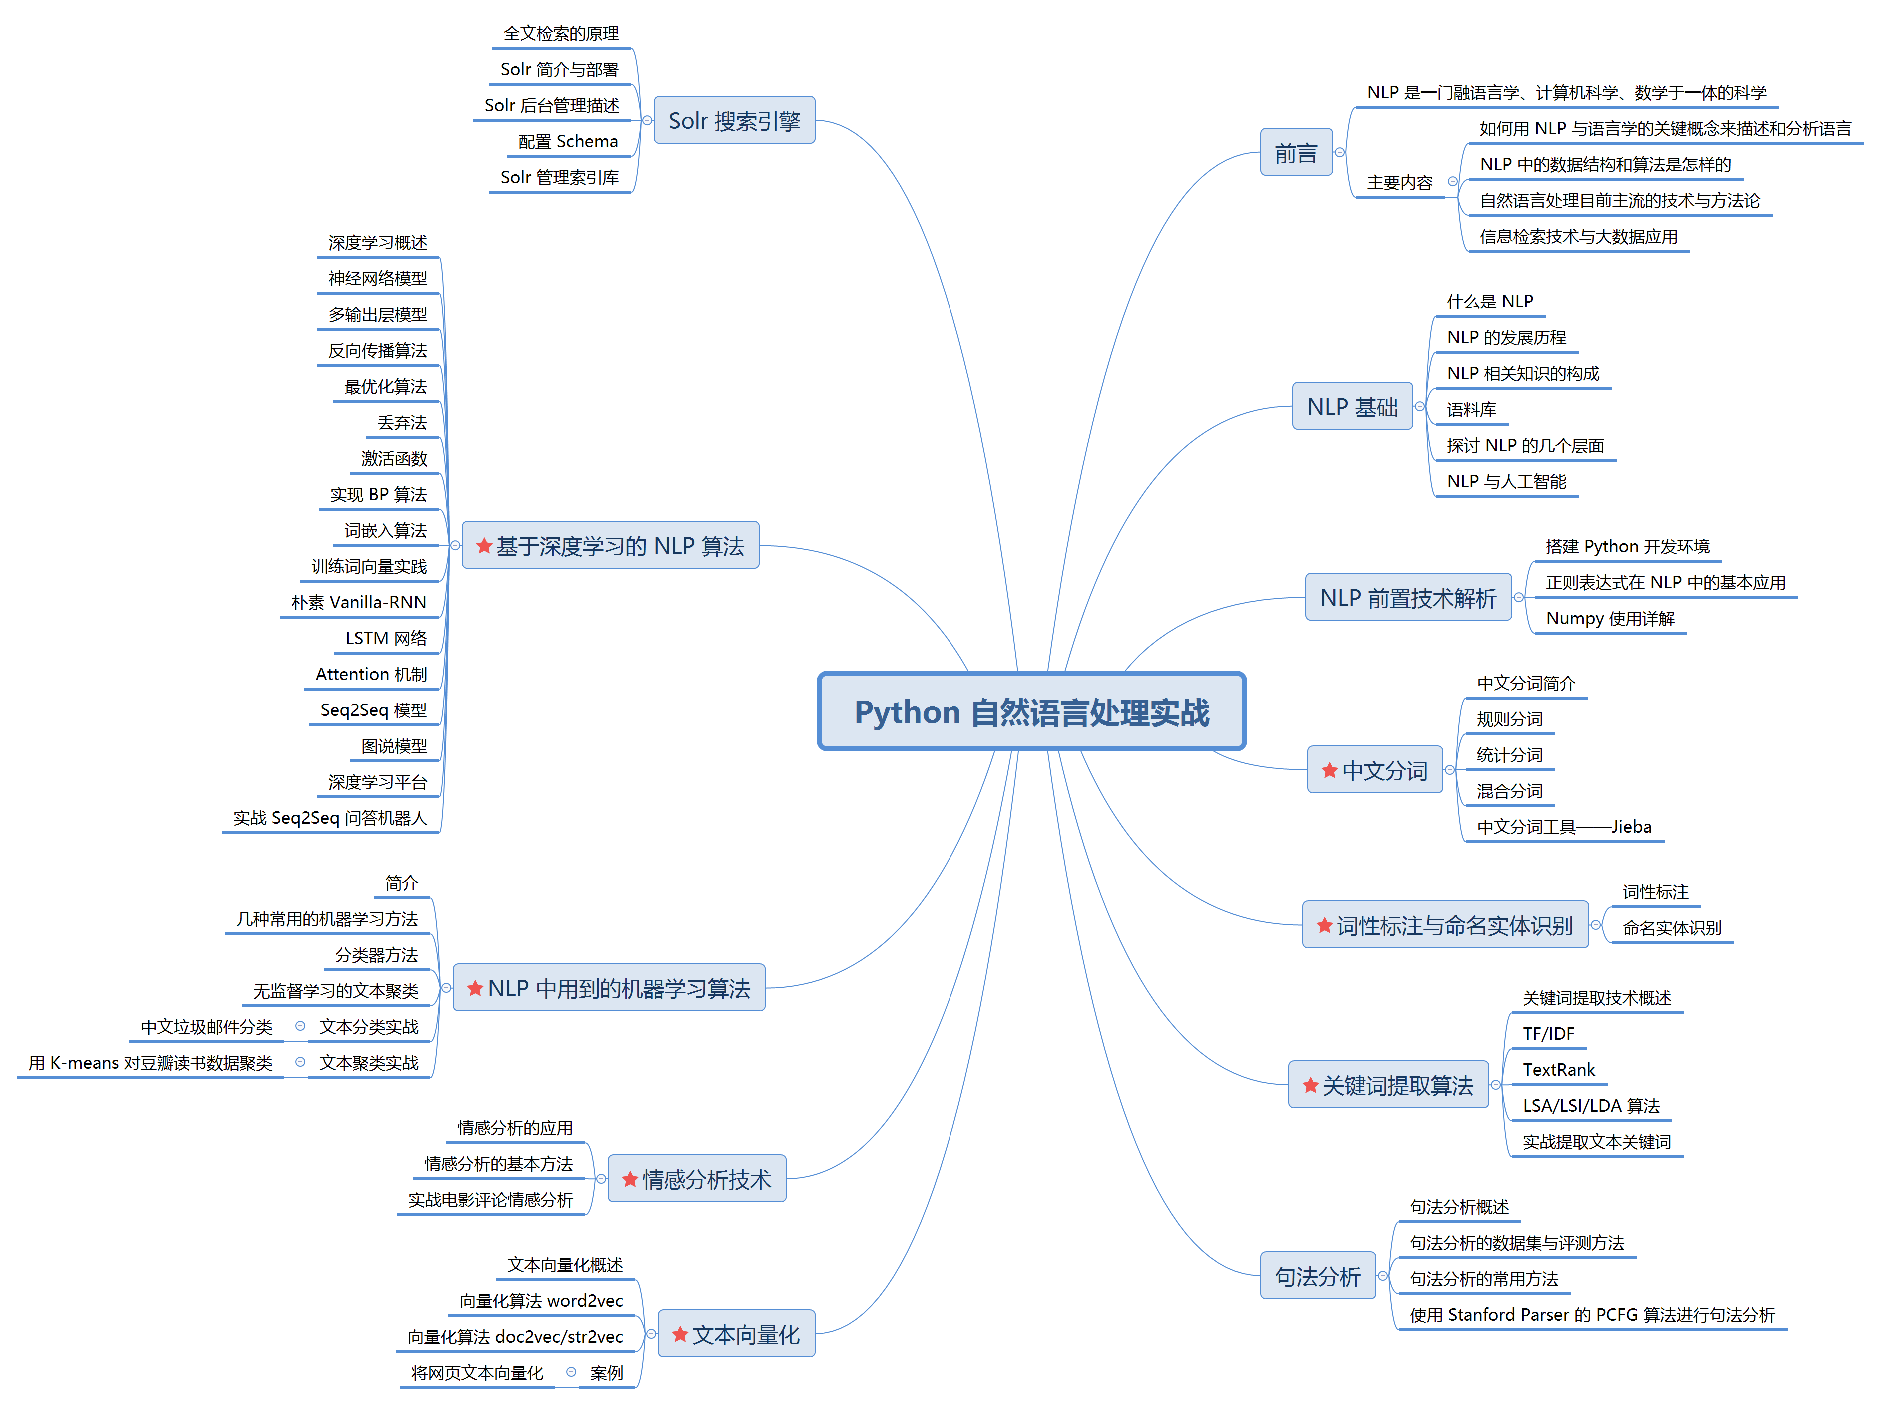 Python 自然语言处理实战
前言
NLP 是一门融语言学、计算机科学、数学于一体的科学
主要内容
如何用 NLP 与语言学的关键概念来描述和分析语言
NLP 中的数据结构和算法是怎样的
自然语言处理目前主流的技术与方法论
信息检索技术与大数据应用
NLP 基础
什么是 NLP
NLP 的发展历程
NLP 相关知识的构成
语料库
探讨 NLP 的几个层面
NLP 与人工智能
NLP 前置技术解析
搭建 Python 开发环境
正则表达式在 NLP 中的基本应用
Numpy 使用详解
中文分词
中文分词简介
规则分词
统计分词
混合分词
中文分词工具——Jieba
词性标注与命名实体识别
词性标注
命名实体识别
关键词提取算法
关键词提取技术概述
TF/IDF
TextRank
LSA/LSI/LDA 算法
实战提取文本关键词
句法分析
句法分析概述
句法分析的数据集与评测方法
句法分析的常用方法
使用 Stanford Parser 的 PCFG 算法进行句法分析
文本向量化
文本向量化概述
向量化算法 word2vec
向量化算法 doc2vec/str2vec
案例
将网页文本向量化
情感分析技术
情感分析的应用
情感分析的基本方法
实战电影评论情感分析
NLP 中用到的机器学习算法
简介
几种常用的机器学习方法
分类器方法
无监督学习的文本聚类
文本分类实战
中文垃圾邮件分类
文本聚类实战
用 K-means 对豆瓣读书数据聚类
基于深度学习的 NLP 算法
深度学习概述
神经网络模型
多输出层模型
反向传播算法
最优化算法
丢弃法
激活函数
实现 BP 算法
词嵌入算法
训练词向量实践
朴素 Vanilla-RNN
LSTM 网络
Attention 机制
Seq2Seq 模型
图说模型
深度学习平台
实战 Seq2Seq 问答机器人
Solr 搜索引擎
全文检索的原理
Solr 简介与部署
Solr 后台管理描述
配置 Schema
Solr 管理索引库